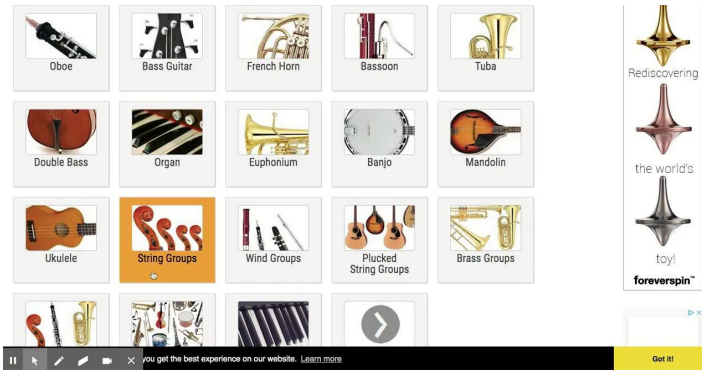 Oboe
Bass Guitar
French Horn
Bassoon
Tuba
Rediscovering
Double Bass
Organ
Euphonium
Banjo
Mandolin
the world's
Ukulele
String Groups
Wind Groups
Plucked
String Groups
Brass Groups
toy!
foreverspin™
you get the best experience on our website. Learn more
Got it!